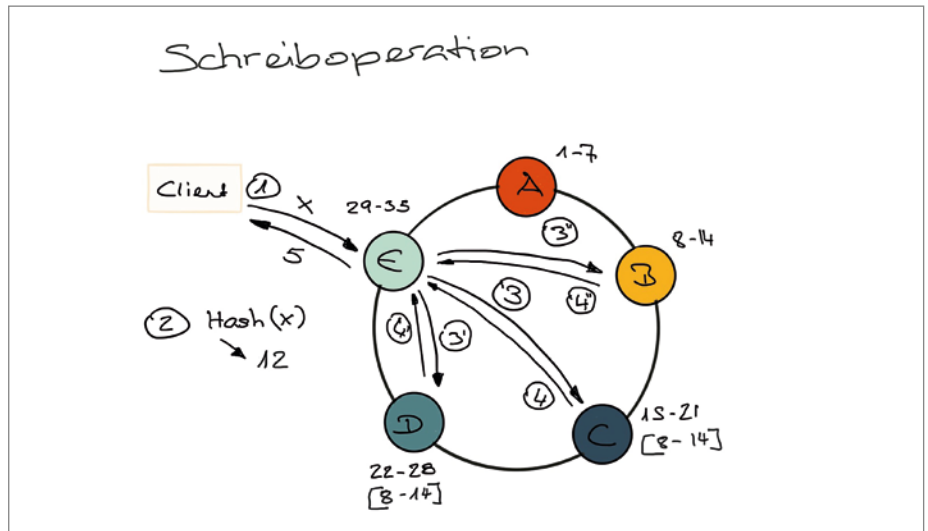 Schreiboperation
1-7
Client 1 X
29-35
A
3"
8-14
5
E
B
3
4"
2 Hash(x)
12
4'
3'
4
D
C
15-21
[8-14]
22-28
[8-14]